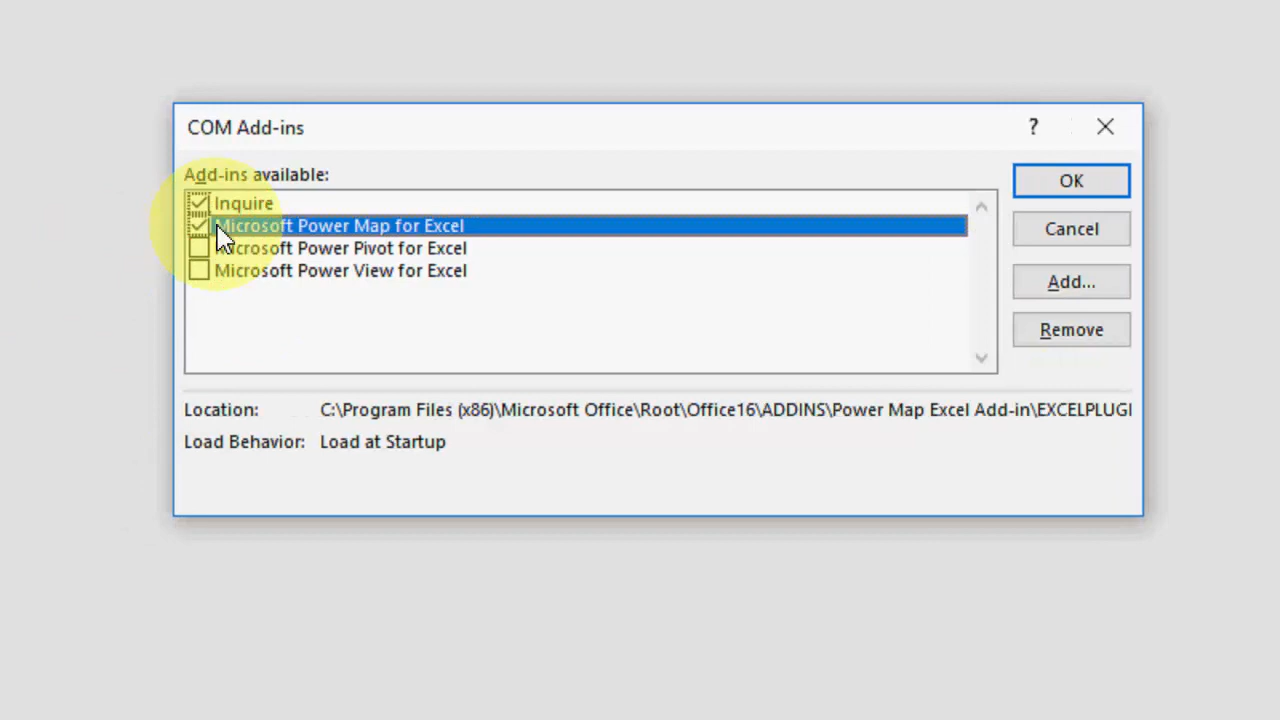 COM Add-ins
?
Add-ins available:
OK
Inquire
Microsoft Power Map for Excel
Cancel
Microsoft Power Pivot for Excel
Microsoft Power View for Excel
Add...
Remove
Location: C:\Program Files (x86)\Microsoft Office\Root\Office16\ADDINS\Power Map Excel Add-in\EXCELPLUGI
Load Behavior: Load at Startup